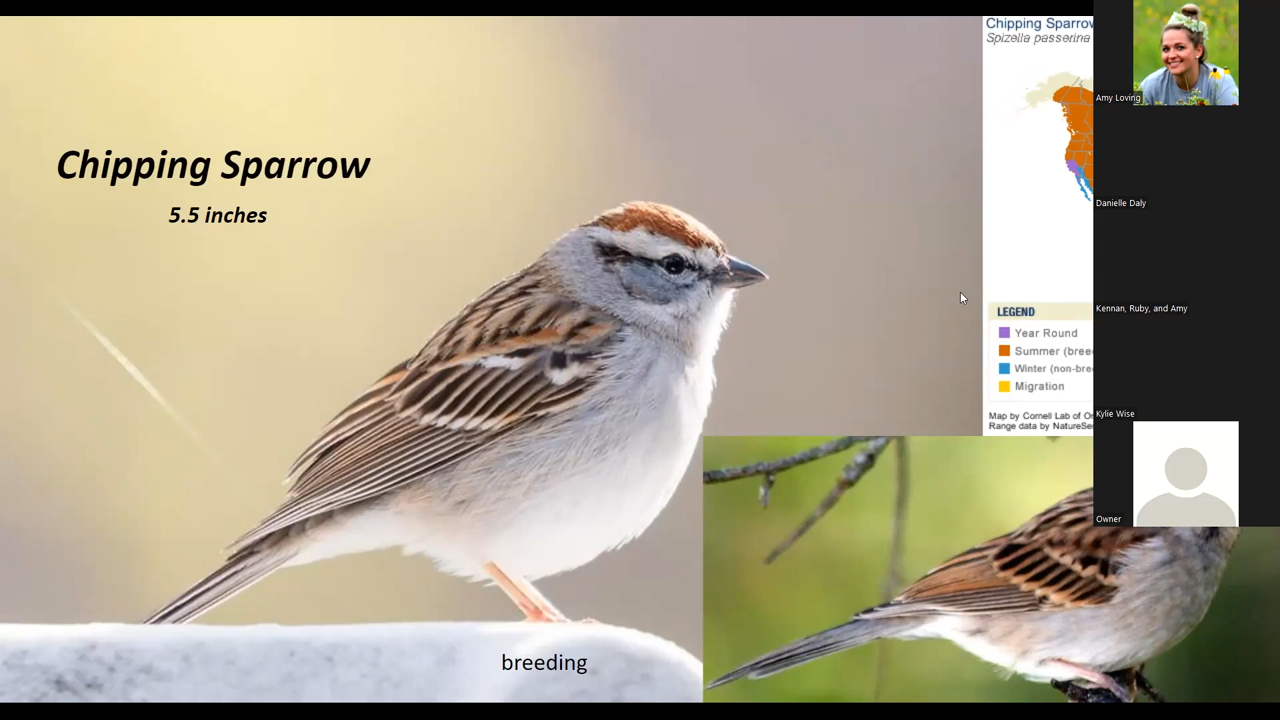 Chipping Sparrow
5.5 inches
breeding
Chipping Sparrow
Spizella passerina
LEGEND
Year Round
Summer (bree
Winter (non-bre
Migration
Map by Cornell Lab of Or
Range data by NatureSe
Amy Loving
Danielle Daly
Kennan, Ruby, and Amy
Kylie Wise
Owner